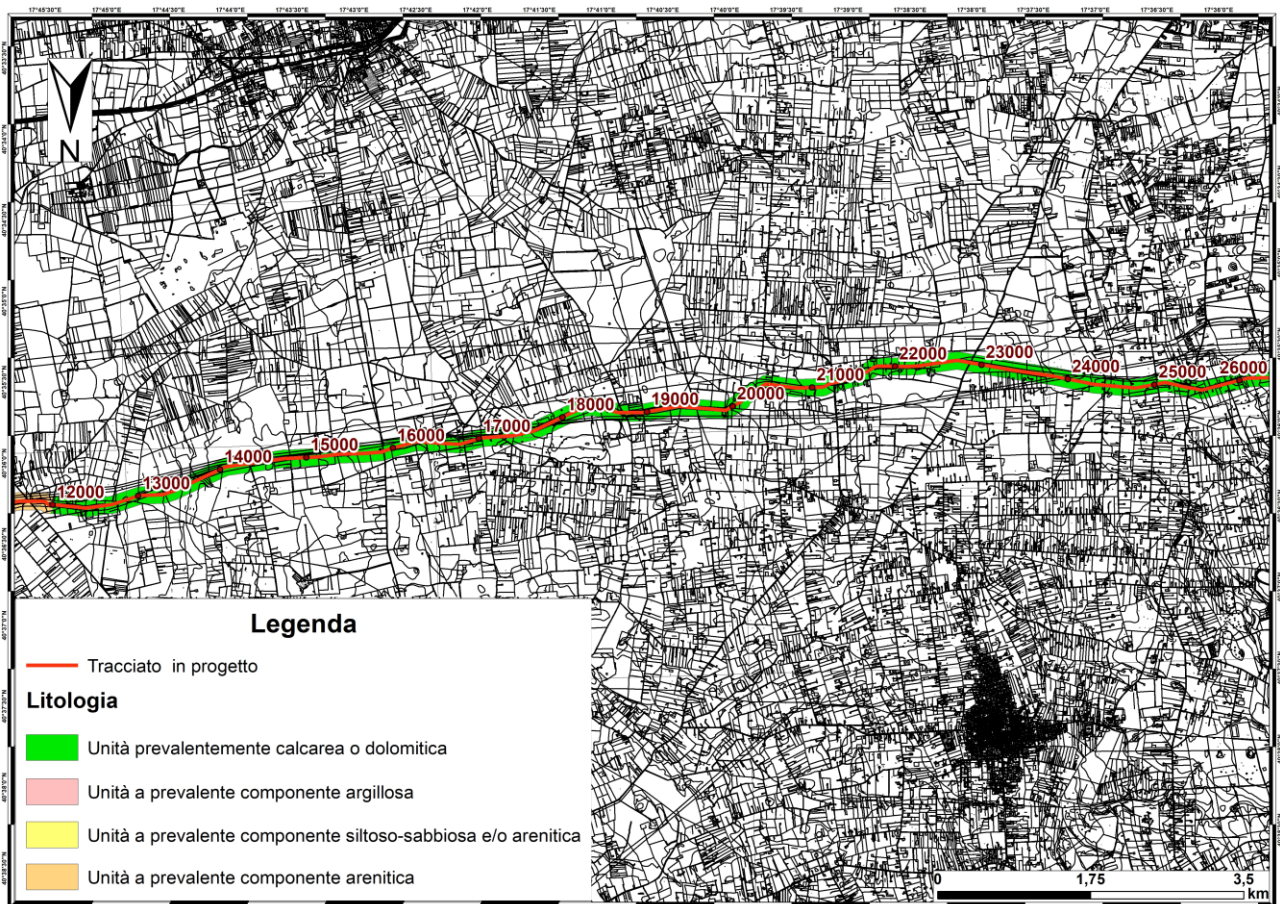 17°45'30"E
17°45'0"E
17°44'30"E
17°44'0"E
17°43'30"E
17°43'0"E
17°42'30"E
17°42'0"E
17°41'30"E
17°41'0"E
17°40'30"E
17°40'0"E
17°39'30"E
17°39'0"E
17°38'30"E
17°38'0"E
17°37'30"E
17°37'0"E
17°36'30"E
17°36'0"E
N
12000
13000
14000
15000
16000
17000
18000
19000
20000
21000
22000
23000
24000
25000
26000
Legenda
Tracciato in progetto
Litologia
Unità prevalentemente calcarea o dolomitica
Unità a prevalente componente argillosa
Unità a prevalente componente siltoso-sabbiosa e/o arenitica
Unità a prevalente componente arenitica
0 1,75 3,5
km